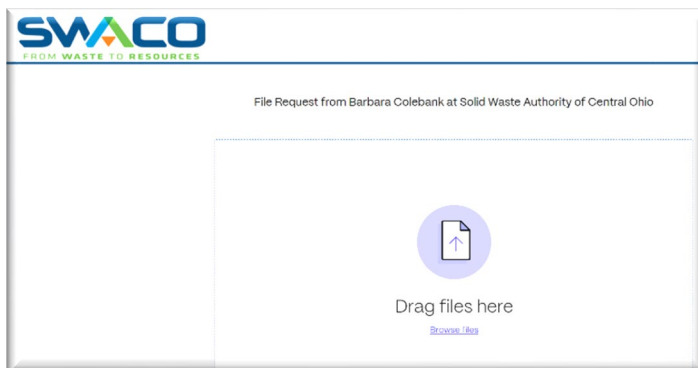 SWACO
FROM WASTE TO RESOURCES
File Request from Barbara Colebank at Solid Waste Authority of Central Ohio
Drag files here
Browse files